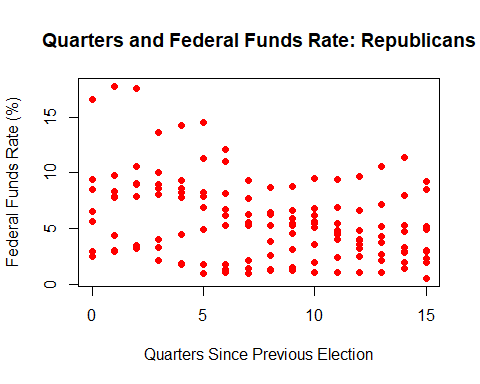 Quarters and Federal Funds Rate: Republicans
Federal Funds Rate (%)
15
10
5
0
0 5 10 15
Quarters Since Previous Election